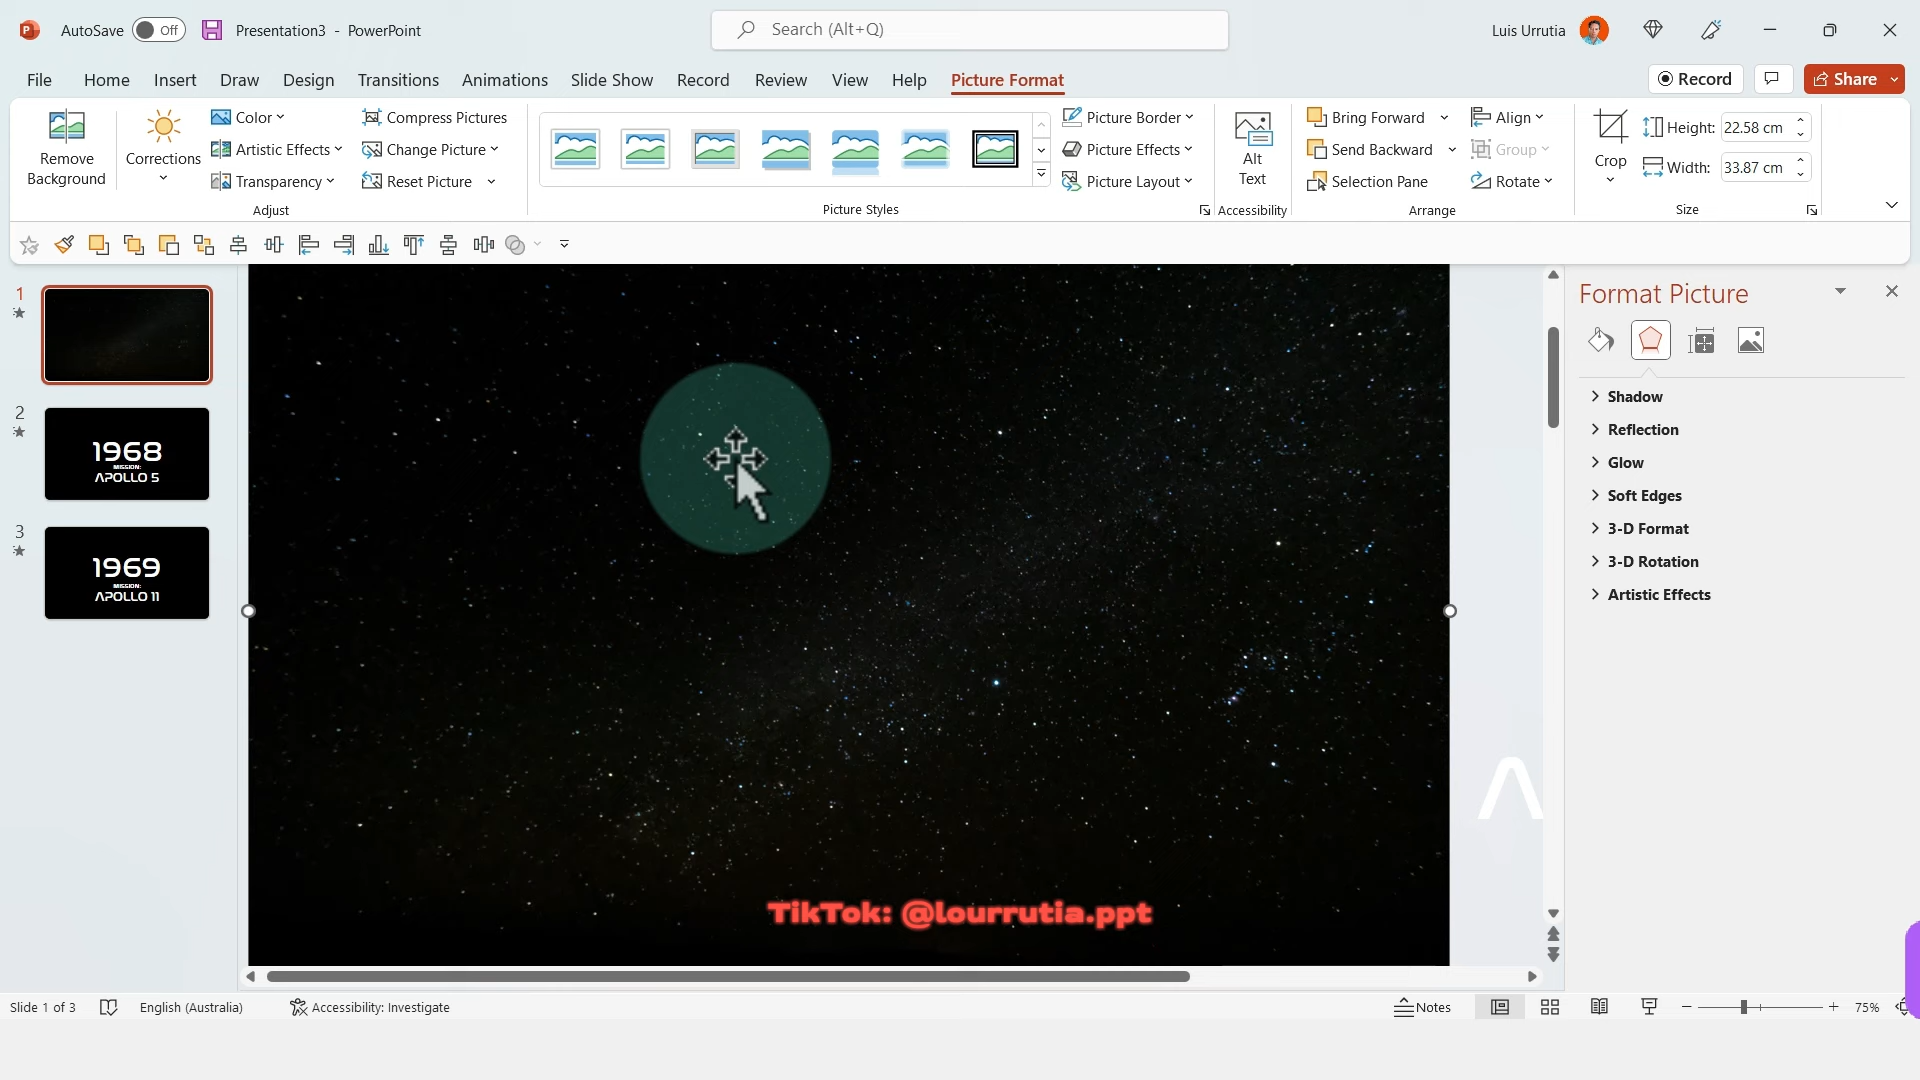 AutoSave Off Presentation3 - PowerPoint Search (Alt+Q) Luis Urrutia
File Home Insert Draw Design Transitions Animations Slide Show Record Review View Help Picture Format Record Share
Remove Background
Corrections
Color
Artistic Effects
Transparency
Compress Pictures
Change Picture
Reset Picture
Adjust
Picture Styles
Picture Border
Picture Effects
Picture Layout
Alt Text
Accessibility
Bring Forward
Send Backward
Selection Pane
Align
Group
Rotate
Arrange
Crop
Height: 22.58 cm
Width: 33.87 cm
Size
1
2
1968
MISSION:
APOLLO 5
3
1969
MISSION:
APOLLO 11
TikTok: @lourrutia.ppt
Format Picture
Shadow
Reflection
Glow
Soft Edges
3-D Format
3-D Rotation
Artistic Effects
Slide 1 of 3 English (Australia) Accessibility: Investigate Notes 75%